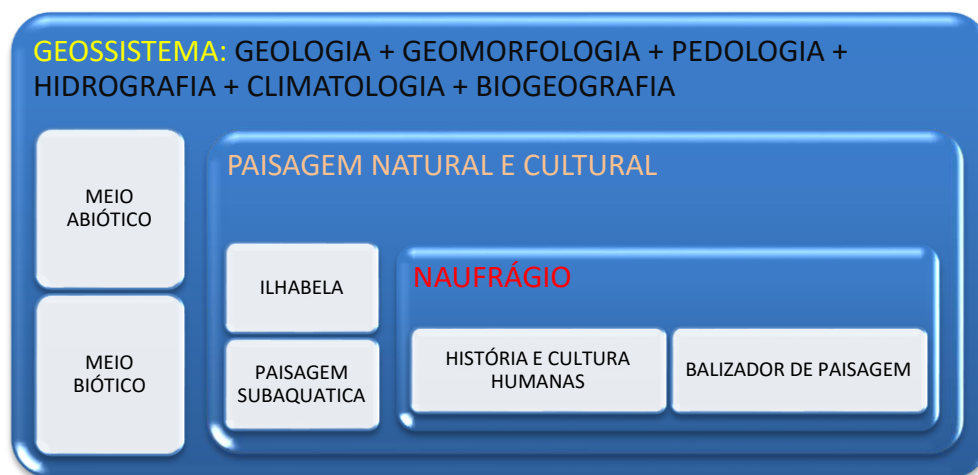 GEOSSISTEMA: GEOLOGIA + GEOMORFOLOGIA + PEDOLOGIA +
HIDROGRAFIA + CLIMATOLOGIA + BIOGEOGRAFIA
MEIO
ABIÓTICO
MEIO
BIÓTICO
PAISAGEM NATURAL E CULTURAL
ILHABELA
PAISAGEM
SUBAQUATICA
NAUFRÁGIO
HISTÓRIA E CULTURA
HUMANAS
BALIZADOR DE PAISAGEM